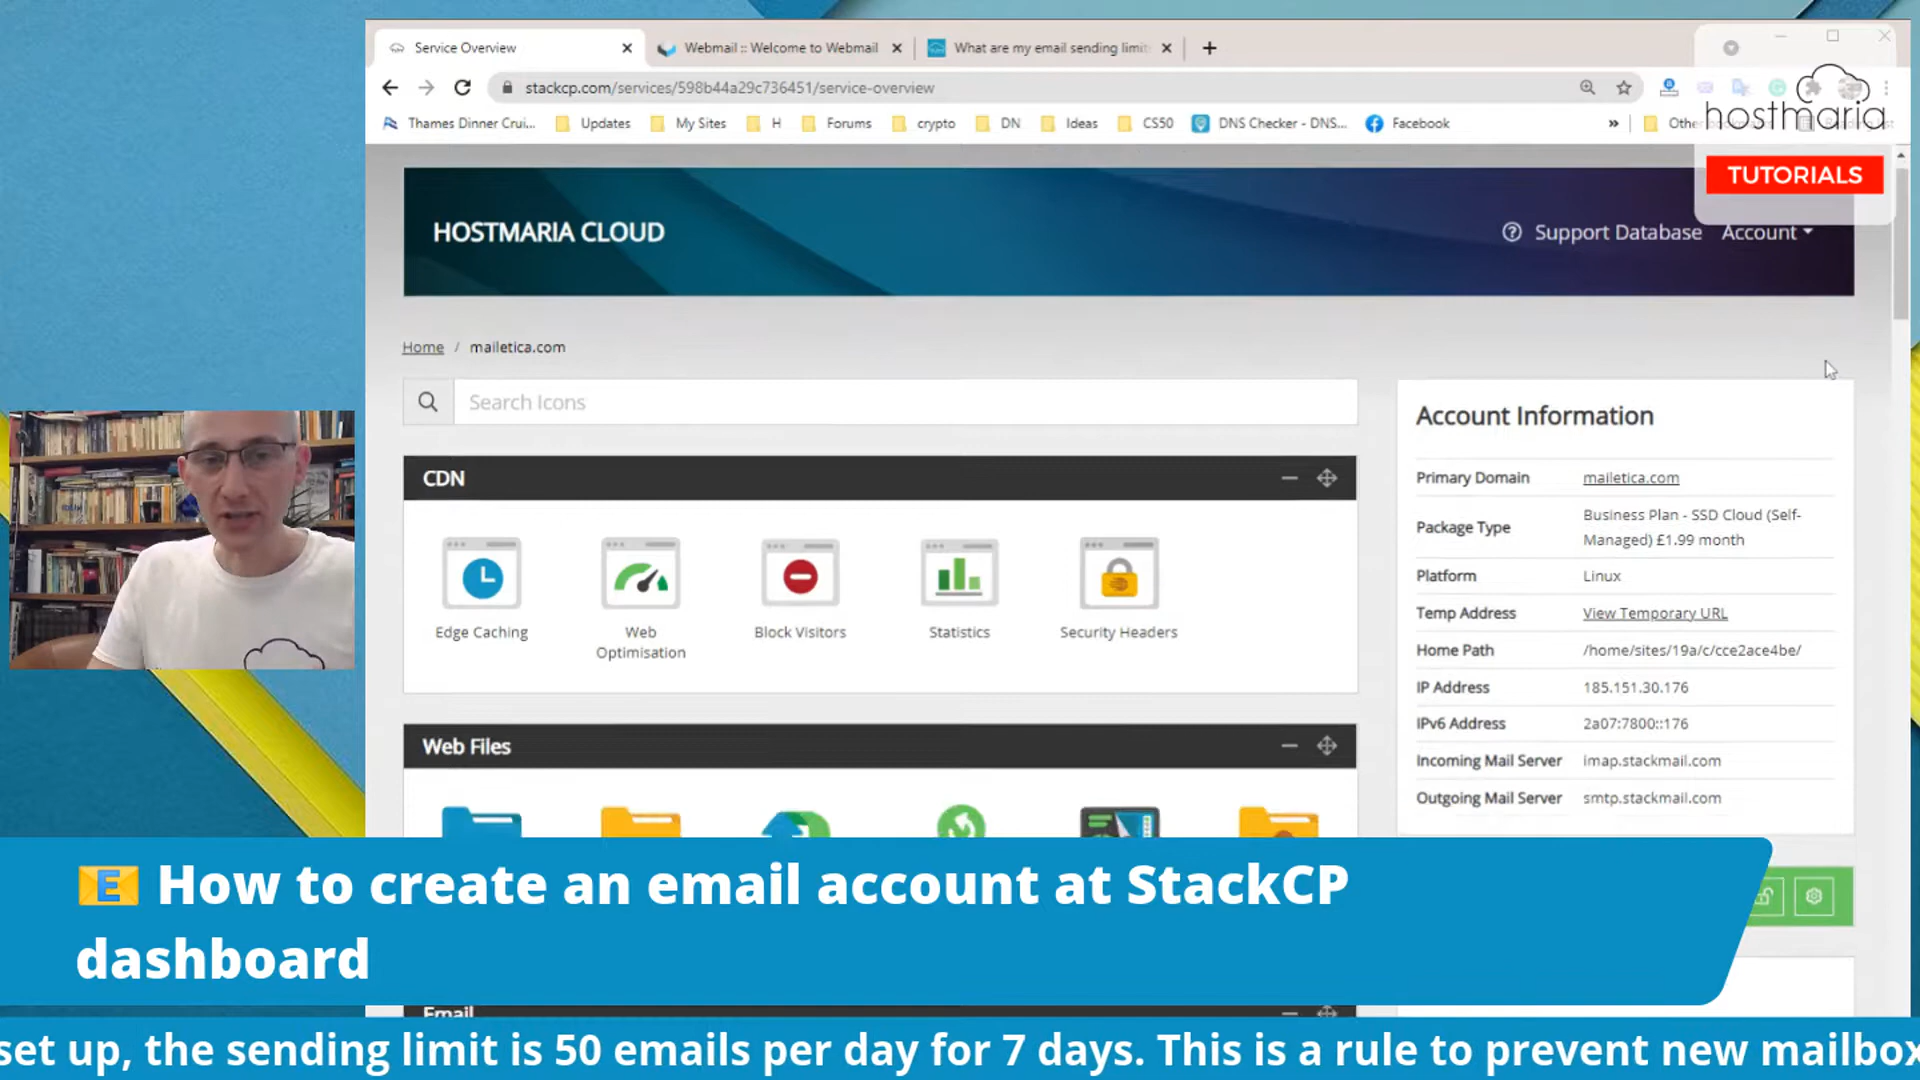 Service Overview
Webmail :: Welcome to Webmail
What are my email sending limit
stackcp.com/services/598b44a29c736451/service-overview
Thames Dinner Crui...
Updates
My Sites
H
Forums
crypto
DN
Ideas
CS50
DNS Checker - DNS...
Facebook
»
hostmaria
TUTORIALS
HOSTMARIA CLOUD
Support Database
Account
Home / mailetica.com
Search Icons
CDN
Edge Caching
Web
Optimisation
Block Visitors
Statistics
Security Headers
Web Files
Account Information
Primary Domain mailetica.com
Package Type Business Plan - SSD Cloud (Self-
Managed) £1.99 month
Platform Linux
Temp Address View Temporary URL
Home Path /home/sites/19a/c/cce2ace4be/
IP Address 185.151.30.176
IPv6 Address 2a07:7800::176
Incoming Mail Server imap.stackmail.com
Outgoing Mail Server smtp.stackmail.com
📧 How to create an email account at StackCP
dashboard
Email
set up, the sending limit is 50 emails per day for 7 days. This is a rule to prevent new mailbox